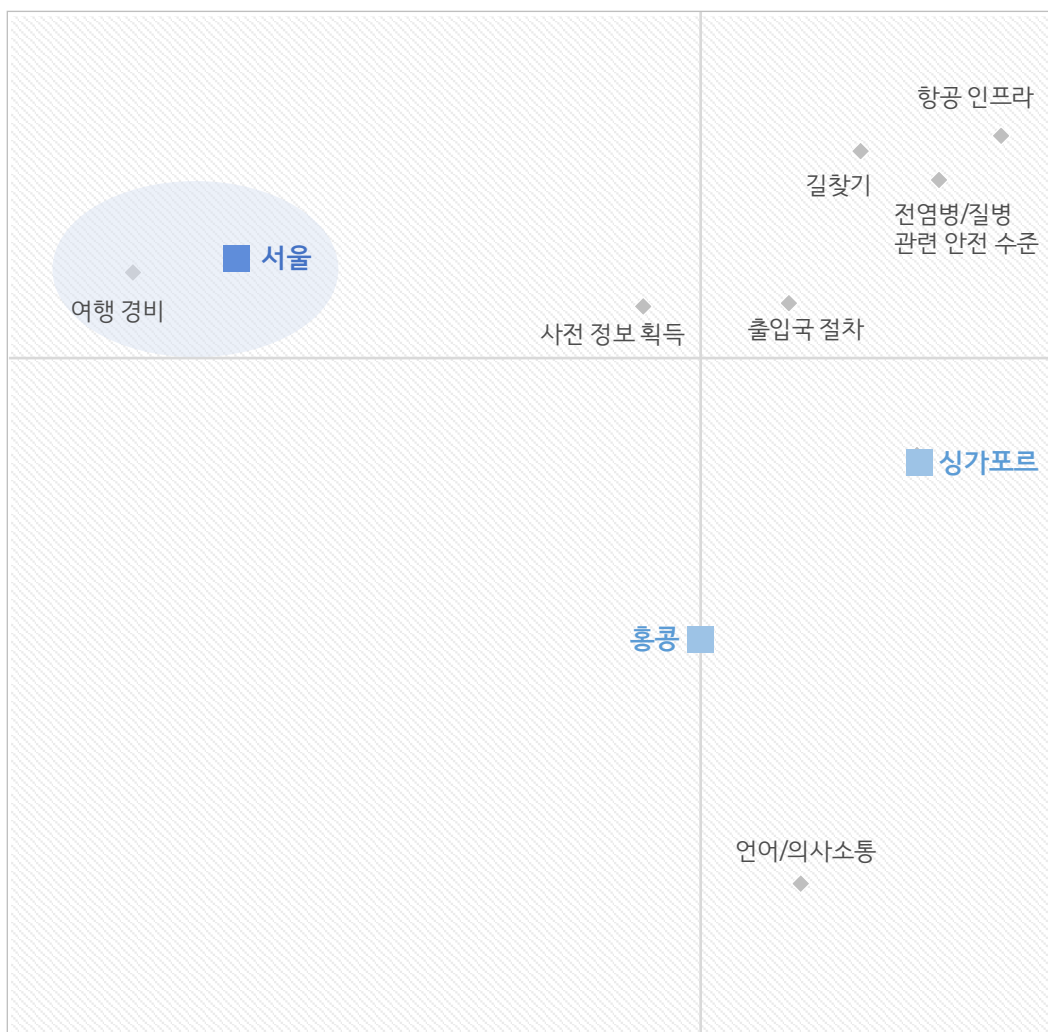 항공 인프라
길찾기
전염병/질병
관련 안전 수준
서울
여행 경비
사전 정보 획득
출입국 절차
싱가포르
홍콩
언어/의사소통